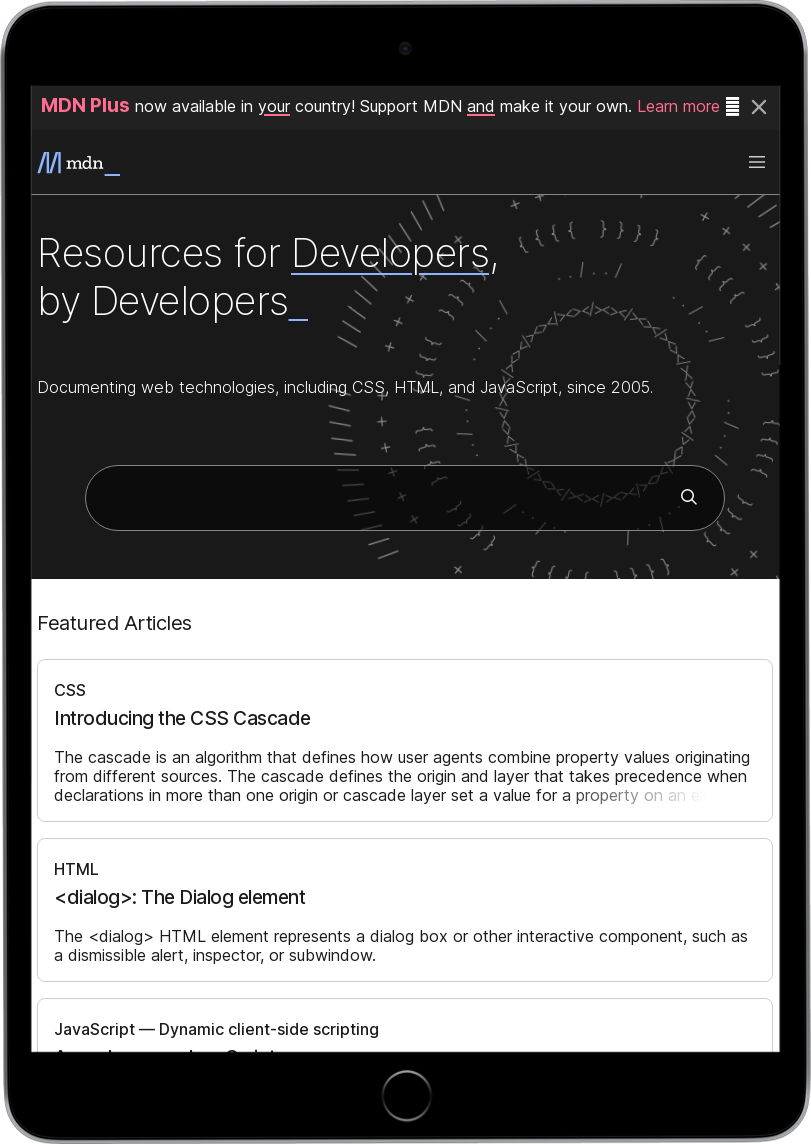 MDN Plus now available in your country! Support MDN and make it your own. Learn more
mdn_
Resources for Developers,
by Developers_
Documenting web technologies, including CSS, HTML, and JavaScript, since 2005.
Featured Articles
CSS
Introducing the CSS Cascade
The cascade is an algorithm that defines how user agents combine property values originating
from different sources. The cascade defines the origin and layer that takes precedence when
declarations in more than one origin or cascade layer set a value for a property on an
HTML
<dialog>: The Dialog element
The <dialog> HTML element represents a dialog box or other interactive component, such as
a dismissible alert, inspector, or subwindow.
JavaScript — Dynamic client-side scripting